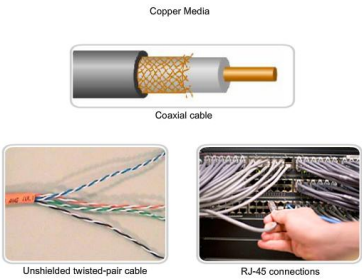 Copper Media
Coaxial cable
Unshielded twisted-pair cable
RJ-45 connections